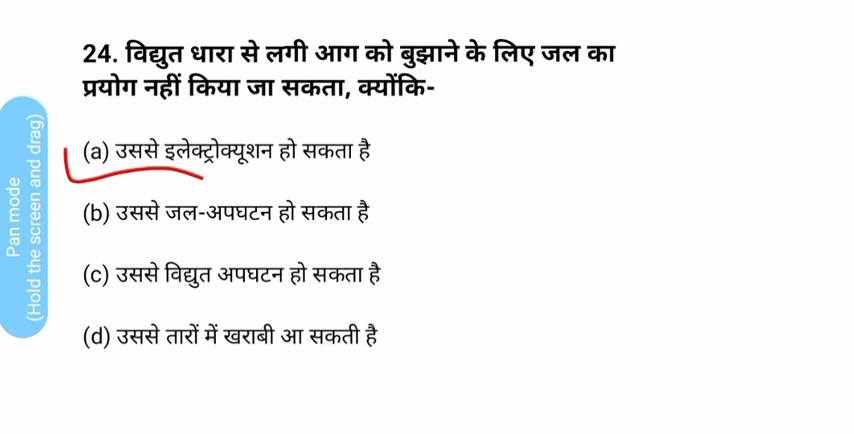 24. विद्युत धारा से लगी आग को बुझाने के लिए जल का
प्रयोग नहीं किया जा सकता, क्योंकि-
(a) उससे इलेक्ट्रोक्यूशन हो सकता है
(b) उससे जल-अपघटन हो सकता है
(c) उससे विद्युत अपघटन हो सकता है
(d) उससे तारों में खराबी आ सकती है
Pan mode
(Hold the screen and drag)